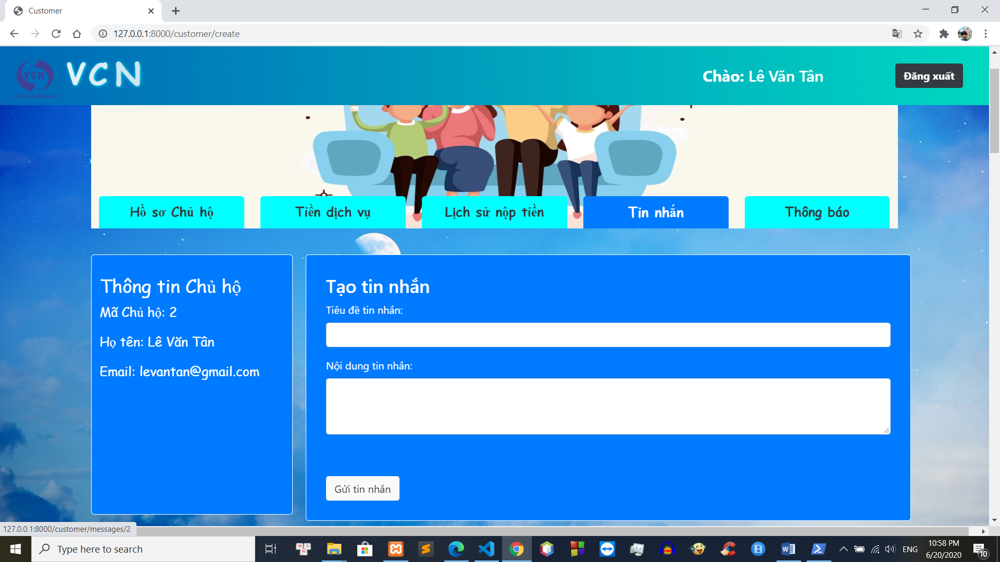 Customer
127.0.0.1:8000/customer/create
VCN
VCN
Chào: Lê Văn Tân
Đăng xuất
Hồ sơ Chủ hộ
Tiền dịch vụ
Lịch sử nộp tiền
Tin nhắn
Thông báo
Thông tin Chủ hộ
Mã Chủ hộ: 2
Họ tên: Lê Văn Tân
Email: levantan@gmail.com
Tạo tin nhắn
Tiêu đề tin nhắn:
Nội dung tin nhắn:
Gửi tin nhắn
127.0.0.1:8000/customer/messages/2
Type here to search
ENG
10:58 PM
6/20/2020
10